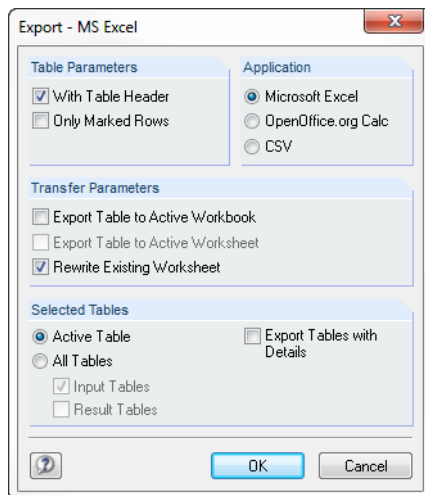 Export - MS Excel
Table Parameters
With Table Header
Only Marked Rows
Application
Microsoft Excel
OpenOffice.org Calc
CSV
Transfer Parameters
Export Table to Active Workbook
Export Table to Active Worksheet
Rewrite Existing Worksheet
Selected Tables
Active Table
All Tables
Input Tables
Result Tables
Export Tables with
Details
OK
Cancel